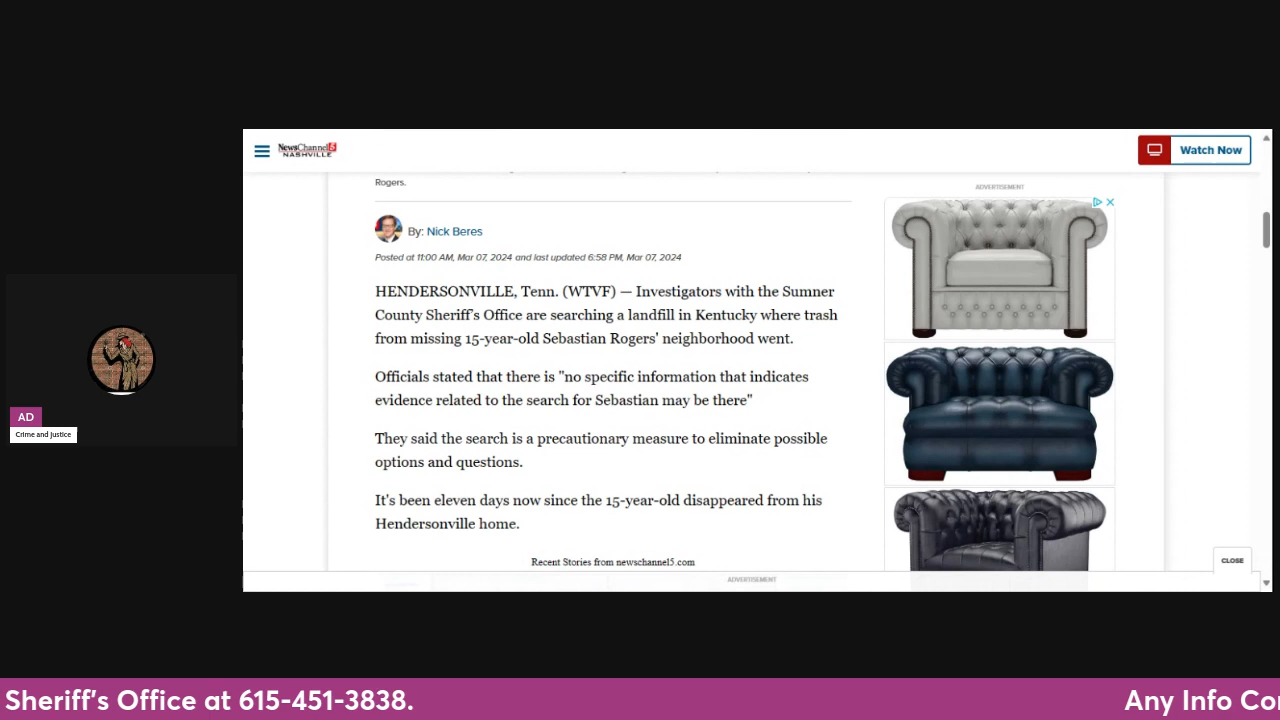 NewsChannel5
NASHVILLE
Watch Now
Rogers.
ADVERTISEMENT
By: Nick Beres
Posted at 11:00 AM, Mar 07, 2024 and last updated 6:58 PM, Mar 07, 2024
HENDERSONVILLE, Tenn. (WTVF) — Investigators with the Sumner
County Sheriff's Office are searching a landfill in Kentucky where trash
from missing 15-year-old Sebastian Rogers' neighborhood went.
Officials stated that there is "no specific information that indicates
evidence related to the search for Sebastian may be there"
They said the search is a precautionary measure to eliminate possible
options and questions.
It's been eleven days now since the 15-year-old disappeared from his
Hendersonville home.
Recent Stories from newschannel5.com
CLOSE
ADVERTISEMENT
AD
Crime and Justice
Sheriff's Office at 615-451-3838.
Any Info